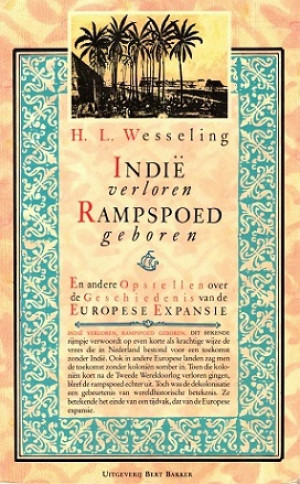 H. L. Wesseling
INDIË
verloren
RAMPSPOED
geboren
En andere Opstellen over
de Geschiedenis van de
EUROPESE EXPANSIE
INDIË VERLOREN, RAMPSPOED GEBOREN. DIT BEKENDE
rijmpje verwoordt op even korte als krachtige wijze de
vrees die in Nederland bestond voor een toekomst
zonder Indië. Ook in andere Europese landen zag men
de toekomst zonder koloniën somber in. Toen die kolo-
niën kort na de Tweede Wereldoorlog verloren gingen,
bleef de rampspoed echter uit. Toch was de dekolonisatie
een gebeurtenis van wereldhistorische betekenis. Ze
betekende het einde van een tijdvak, dat van de Europese
expansie.
UITGEVERIJ BERT BAKKER